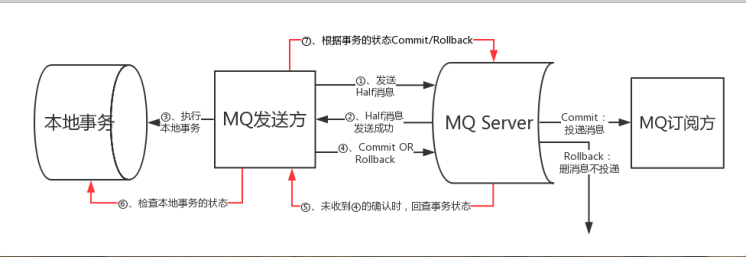 ⑦、根据事务的状态Commit/Rollback
①、发送
Half消息
本地事务
③、执行
本地事务
MQ发送方
②、Half消息
发送成功
MQ Server
Commit：
投递消息
MQ订阅方
④、Commit OR
Rollback
Rollback：
删消息不投递
⑥、检查本地事务的状态
⑤、未收到④的确认时，回查事务状态